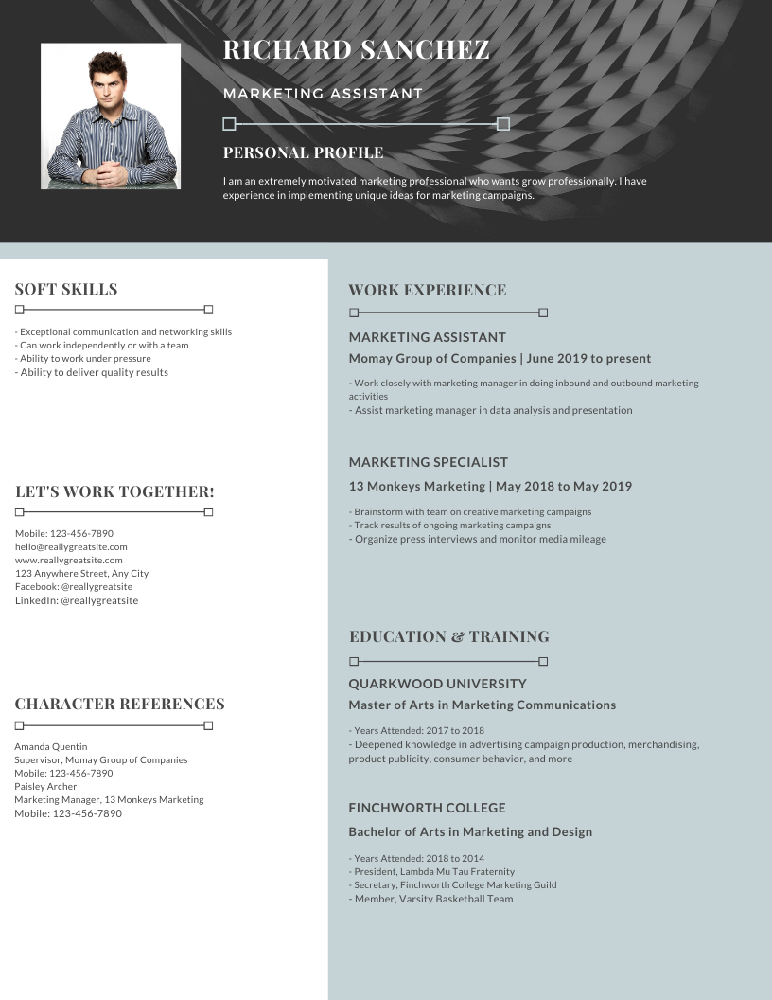 RICHARD SANCHEZ
MARKETING ASSISTANT
PERSONAL PROFILE
I am an extremely motivated marketing professional who wants grow professionally. I have
experience in implementing unique ideas for marketing campaigns.
SOFT SKILLS
- Exceptional communication and networking skills
- Can work independently or with a team
- Ability to work under pressure
- Ability to deliver quality results
LET'S WORK TOGETHER!
Mobile: 123-456-7890
hello@reallygreatsite.com
www.reallygreatsite.com
123 Anywhere Street, Any City
Facebook: @reallygreatsite
LinkedIn: @reallygreatsite
CHARACTER REFERENCES
Amanda Quentin
Supervisor, Momay Group of Companies
Mobile: 123-456-7890
Paisley Archer
Marketing Manager, 13 Monkeys Marketing
Mobile: 123-456-7890
WORK EXPERIENCE
MARKETING ASSISTANT
Momay Group of Companies | June 2019 to present
- Work closely with marketing manager in doing inbound and outbound marketing
activities
- Assist marketing manager in data analysis and presentation
MARKETING SPECIALIST
13 Monkeys Marketing | May 2018 to May 2019
- Brainstorm with team on creative marketing campaigns
- Track results of ongoing marketing campaigns
- Organize press interviews and monitor media mileage
EDUCATION & TRAINING
QUARKWOOD UNIVERSITY
Master of Arts in Marketing Communications
- Years Attended: 2017 to 2018
- Deepened knowledge in advertising campaign production, merchandising,
product publicity, consumer behavior, and more
FINCHWORTH COLLEGE
Bachelor of Arts in Marketing and Design
- Years Attended: 2018 to 2014
- President, Lambda Mu Tau Fraternity
- Secretary, Finchworth College Marketing Guild
- Member, Varsity Basketball Team